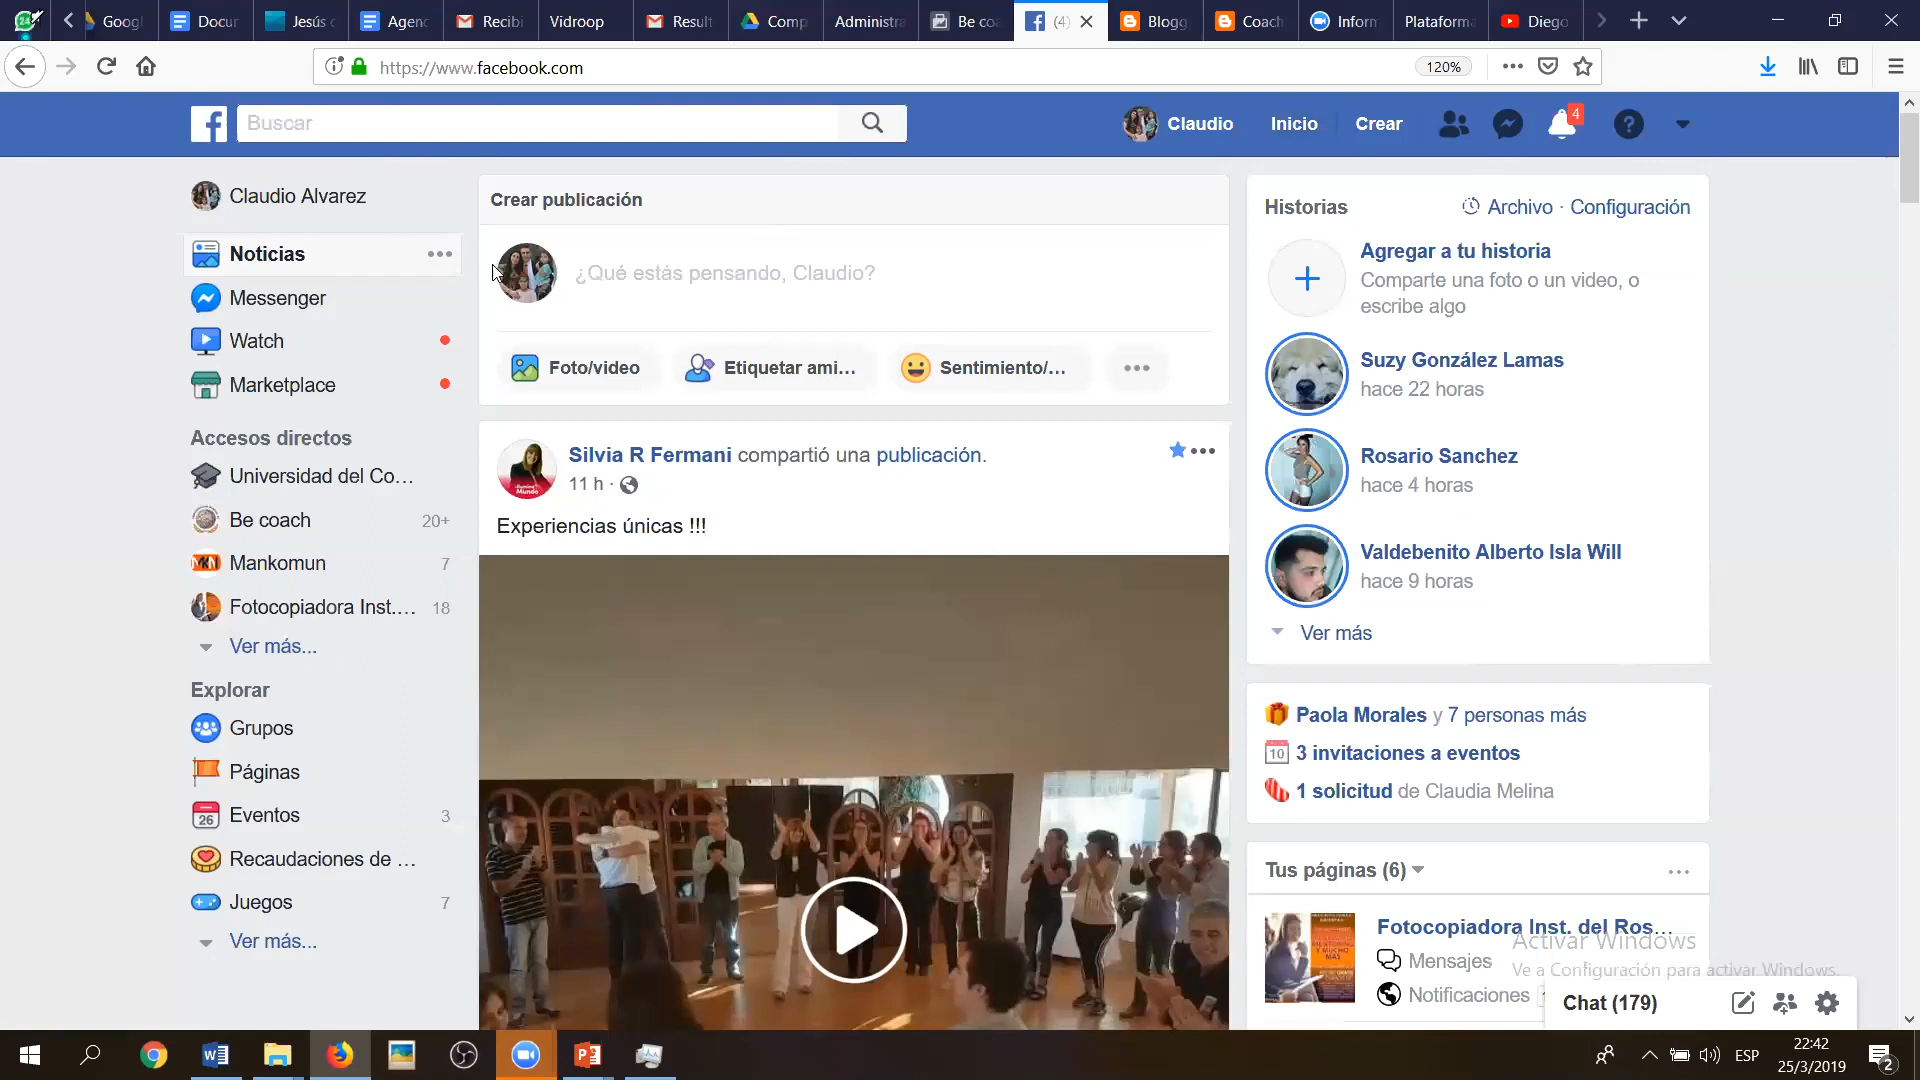 Googl
Docur
Jesús c
Agenc
Recibi
Vidroop
Result
Comp
Administra
Be coa
(4)
Blogg
Coach
Inform
Plataforma
Diego
https://www.facebook.com
120%
Buscar
Claudio
Inicio
Crear
4
Claudio Alvarez
Noticias
Messenger
Watch
Marketplace
Accesos directos
Universidad del Co...
Be coach 20+
Mankomun 7
Fotocopiadora Inst.... 18
Ver más...
Explorar
Grupos
Páginas
Eventos 3
Recaudaciones de ...
Juegos 7
Ver más...
Crear publicación
¿Qué estás pensando, Claudio?
Foto/video
Etiquetar ami...
Sentimiento/...
Silvia R Fermani compartió una publicación.
11 h ·
Experiencias únicas !!!
Historias
Archivo · Configuración
Agregar a tu historia
Comparte una foto o un video, o
escribe algo
Suzy González Lamas
hace 22 horas
Rosario Sanchez
hace 4 horas
Valdebenito Alberto Isla Will
hace 9 horas
Ver más
Paola Morales y 7 personas más
10 3 invitaciones a eventos
1 solicitud de Claudia Melina
Tus páginas (6)
Fotocopiadora Inst. del Ros...
Mensajes
Notificaciones
Activar Windows
Ve a Configuración para activar Windows.
Chat (179)
ESP
22:42
25/3/2019
2